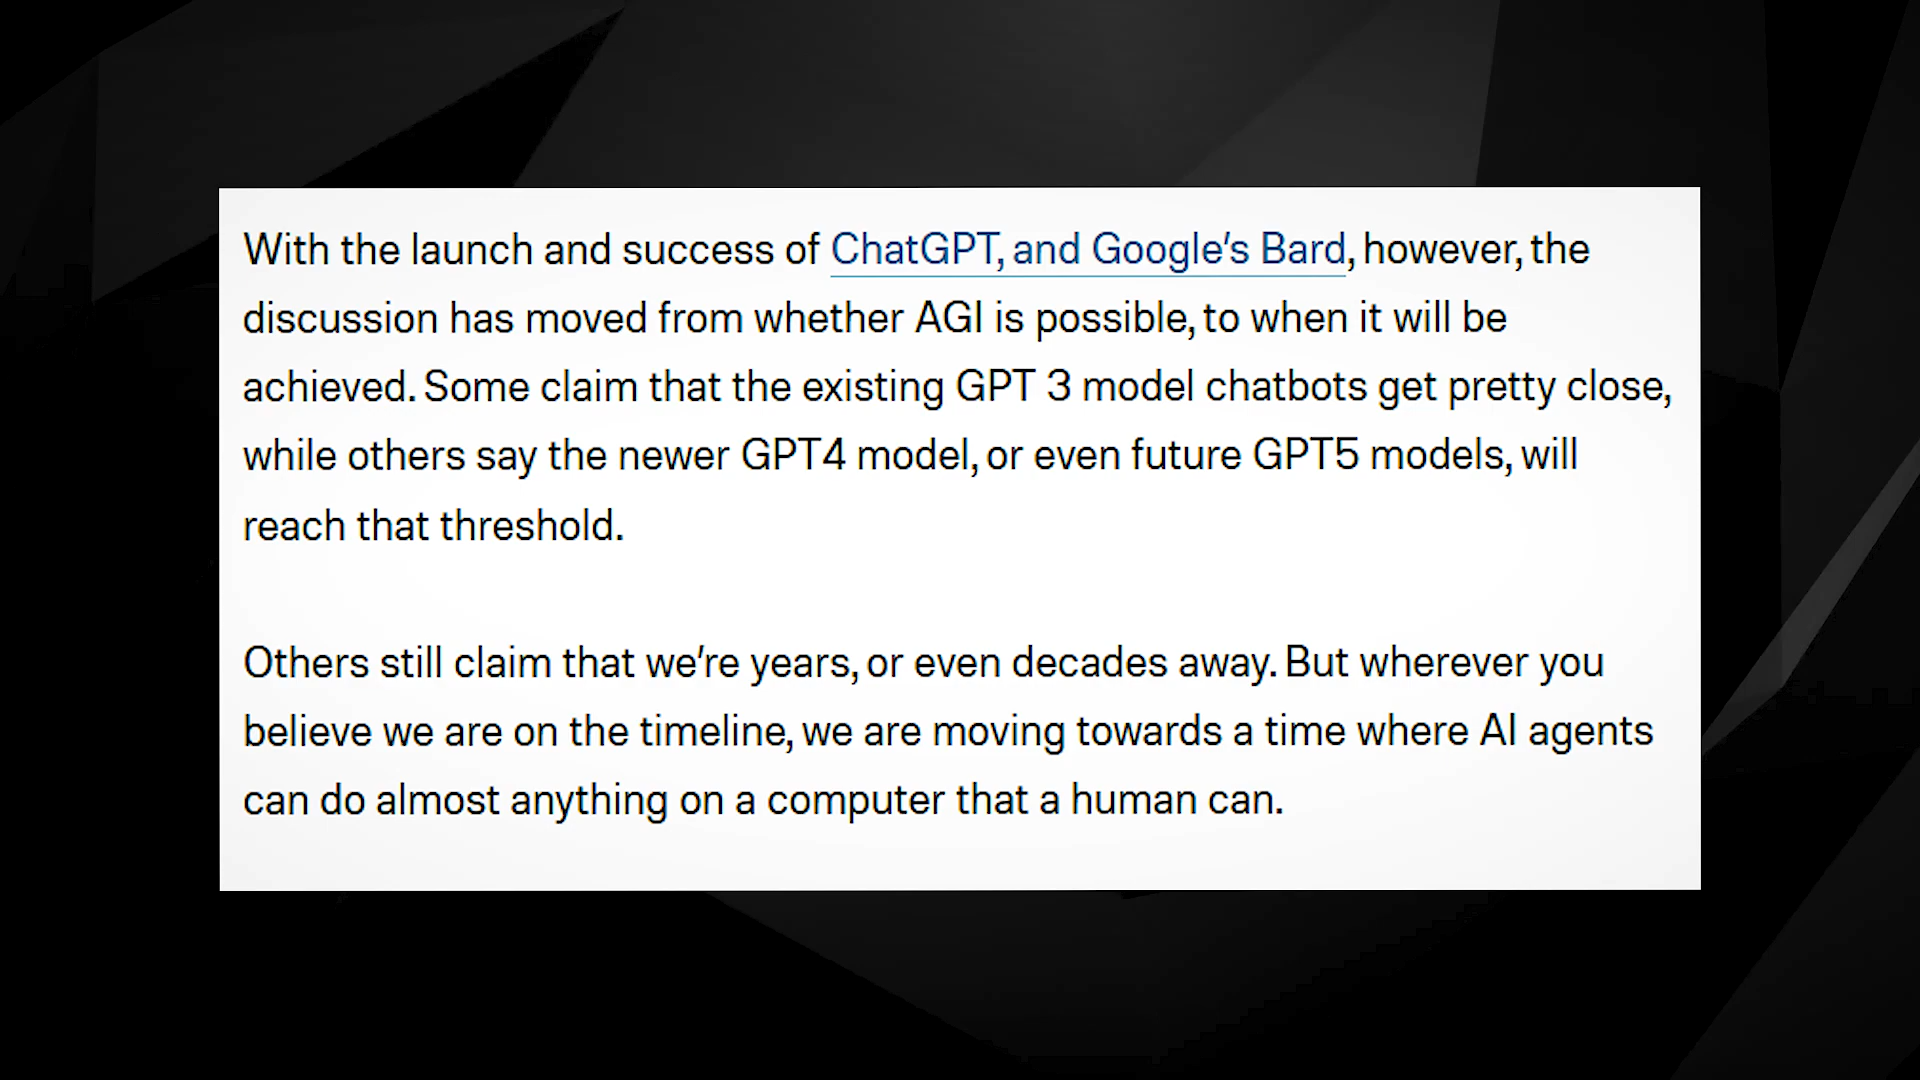 With the launch and success of ChatGPT, and Google's Bard, however, the
discussion has moved from whether AGI is possible, to when it will be
achieved. Some claim that the existing GPT 3 model chatbots get pretty close,
while others say the newer GPT4 model, or even future GPT5 models, will
reach that threshold.
Others still claim that we're years, or even decades away. But wherever you
believe we are on the timeline, we are moving towards a time where AI agents
can do almost anything on a computer that a human can.